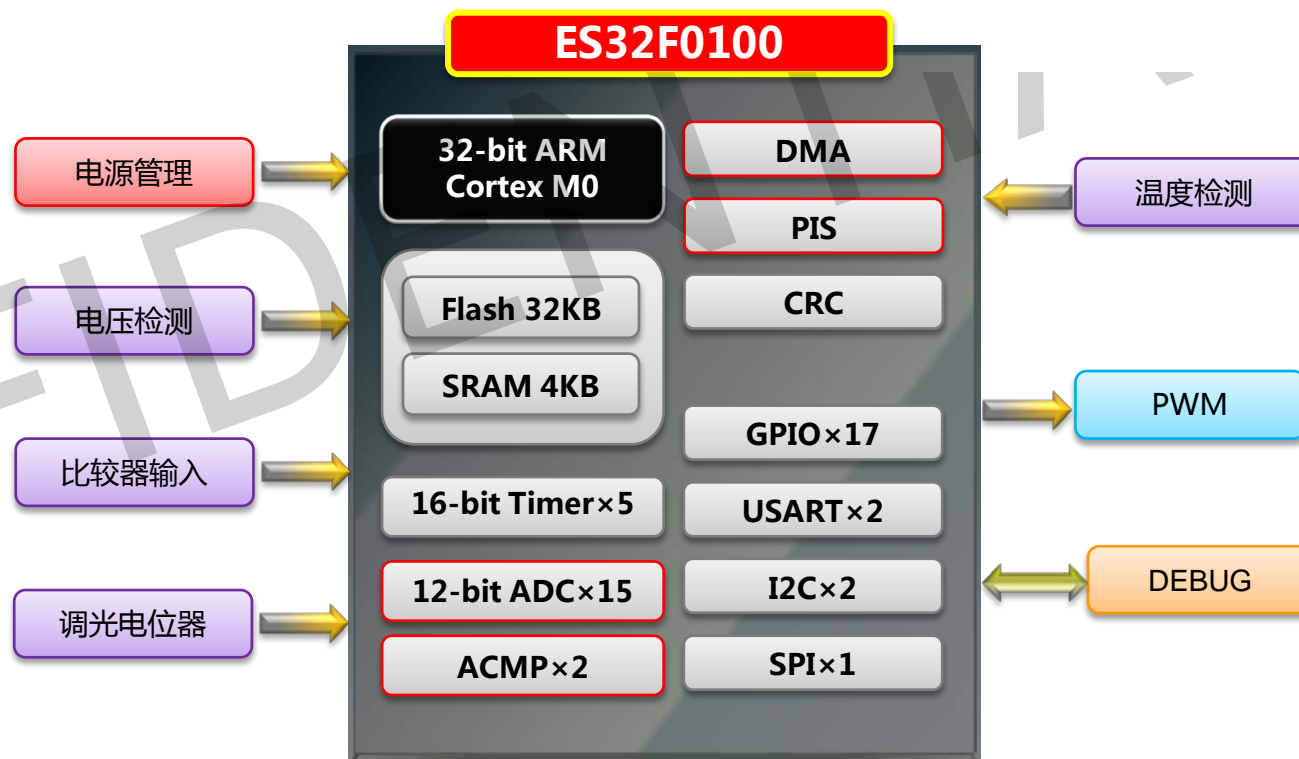 ES32F0100
电源管理
电压检测
比较器输入
调光电位器
32-bit ARM
Cortex M0
Flash 32KB
SRAM 4KB
16-bit Timer×5
12-bit ADC×15
ACMP×2
DMA
PIS
CRC
GPIO×17
USART×2
I2C×2
SPI×1
温度检测
PWM
DEBUG
FIDENTI